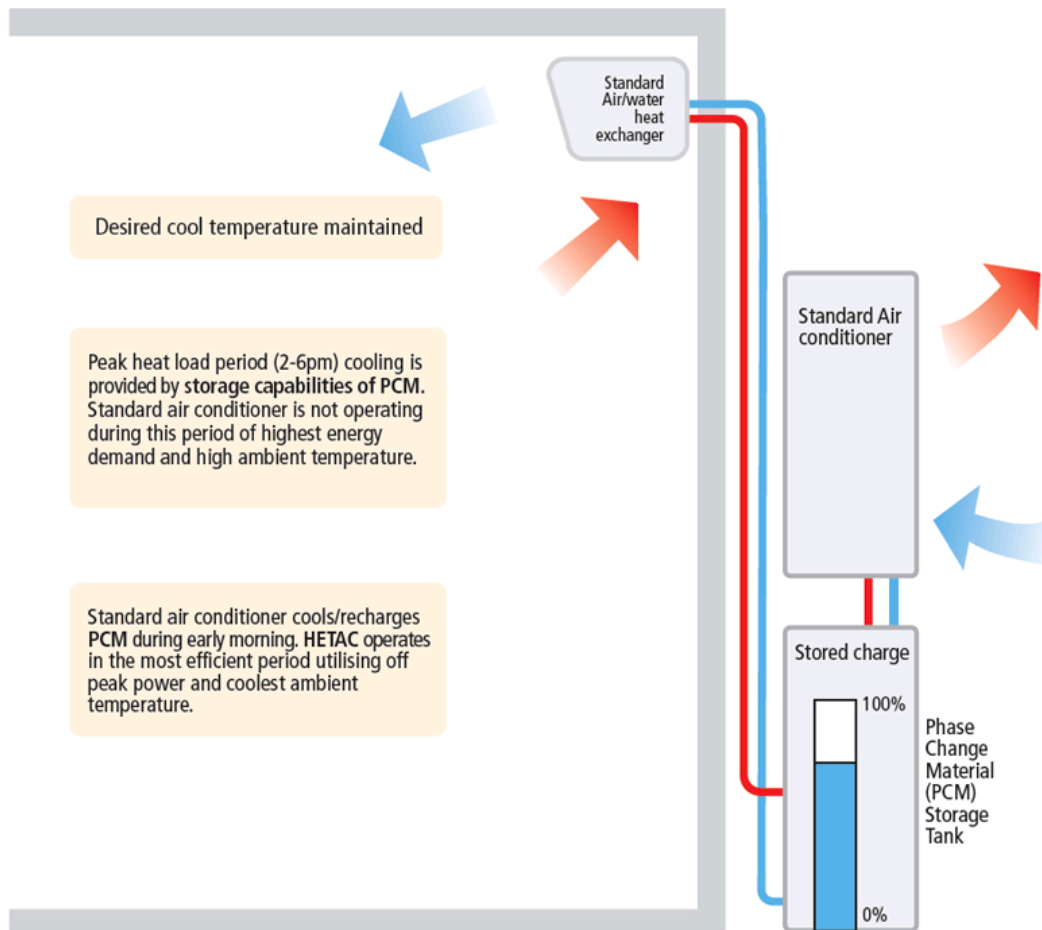 Standard
Air/water
heat
exchanger
Desired cool temperature maintained
Peak heat load period (2-6pm) cooling is
provided by storage capabilities of PCM.
Standard air conditioner is not operating
during this period of highest energy
demand and high ambient temperature.
Standard air conditioner cools/recharges
PCM during early morning. HETAC operates
in the most efficient period utilising off
peak power and coolest ambient
temperature.
Standard Air
conditioner
Stored charge
100%
0%
Phase
Change
Material
(PCM)
Storage
Tank